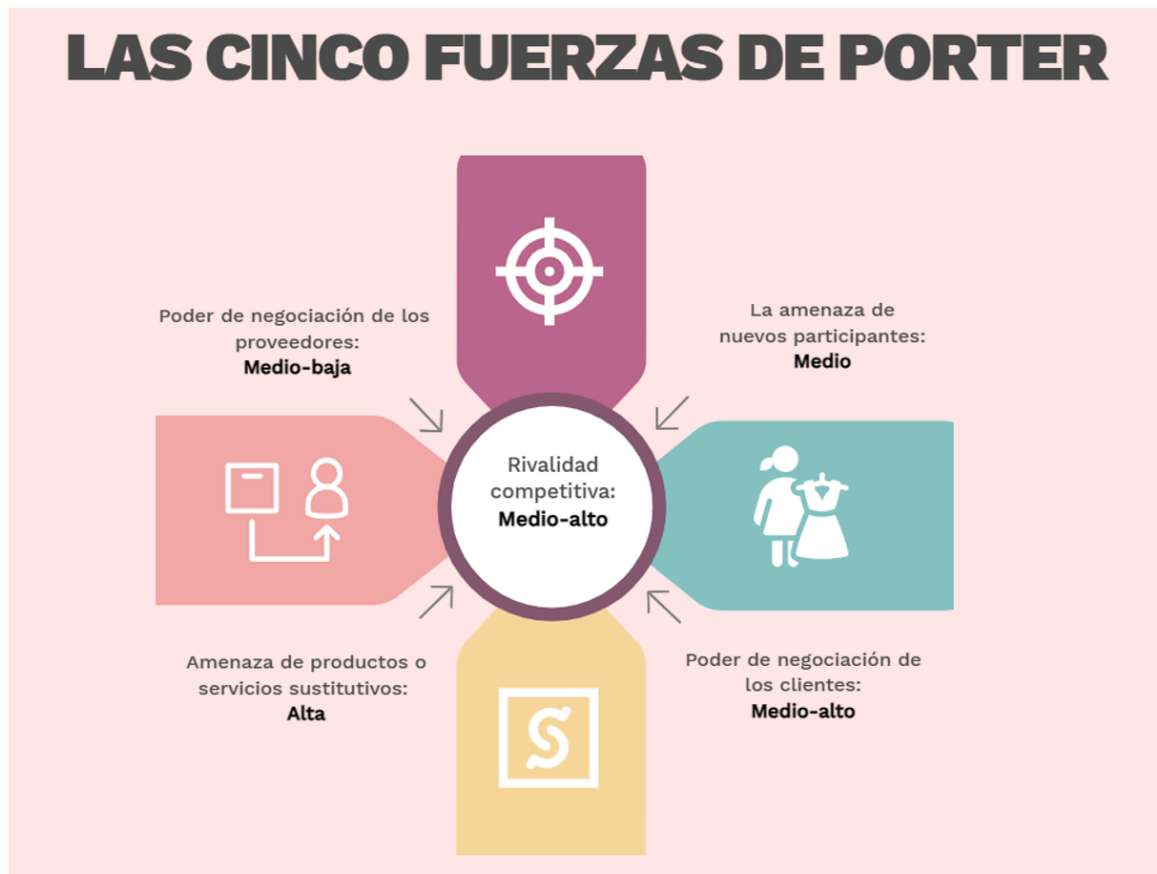 LAS CINCO FUERZAS DE PORTER
Poder de negociación de los
proveedores:
Medio-baja
La amenaza de
nuevos participantes:
Medio
Rivalidad
competitiva:
Medio-alto
Amenaza de productos o
servicios sustitutivos:
Alta
Poder de negociación de
los clientes:
Medio-alto
S